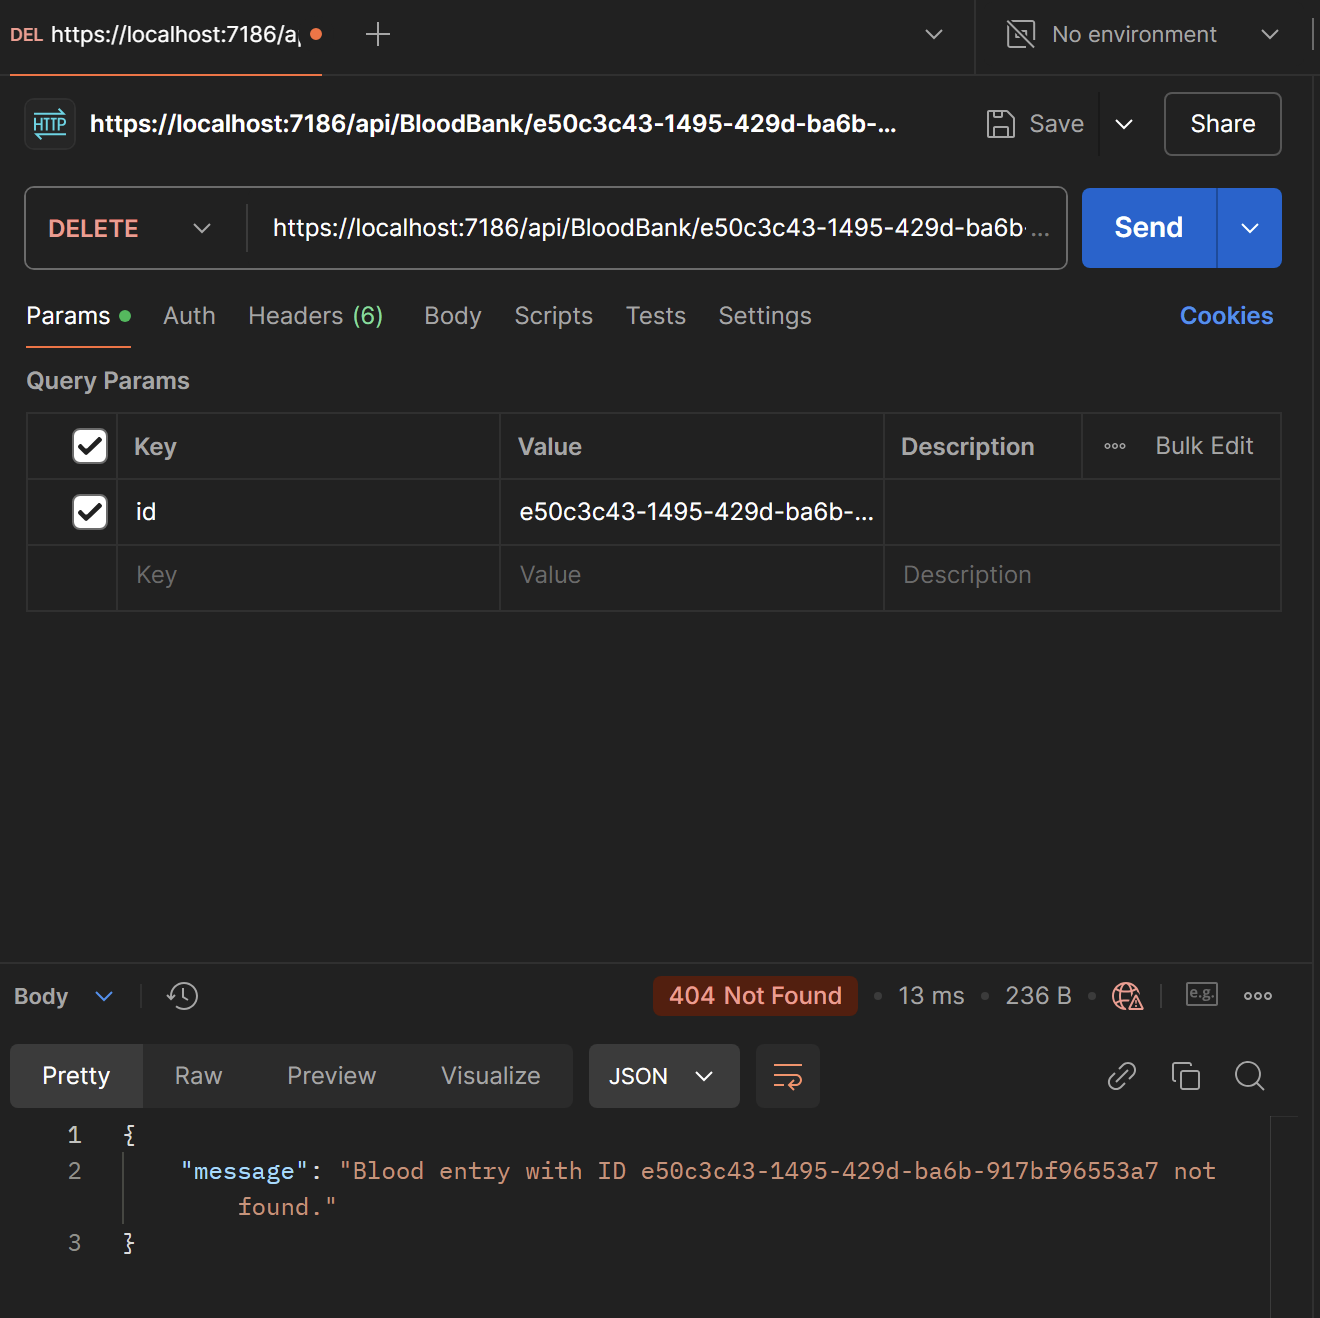 DEL https://localhost:7186/a
No environment
HTTP https://localhost:7186/api/BloodBank/e50c3c43-1495-429d-ba6b-... Save Share
DELETE https://localhost:7186/api/BloodBank/e50c3c43-1495-429d-ba6b-... Send
Params Auth Headers (6) Body Scripts Tests Settings Cookies
Query Params
Key Value Description Bulk Edit
id e50c3c43-1495-429d-ba6b-...
Key Value Description
Body 404 Not Found 13 ms 236 B e.g.
Pretty Raw Preview Visualize JSON
1 {
2 "message": "Blood entry with ID e50c3c43-1495-429d-ba6b-917bf96553a7 not
found."
3 }